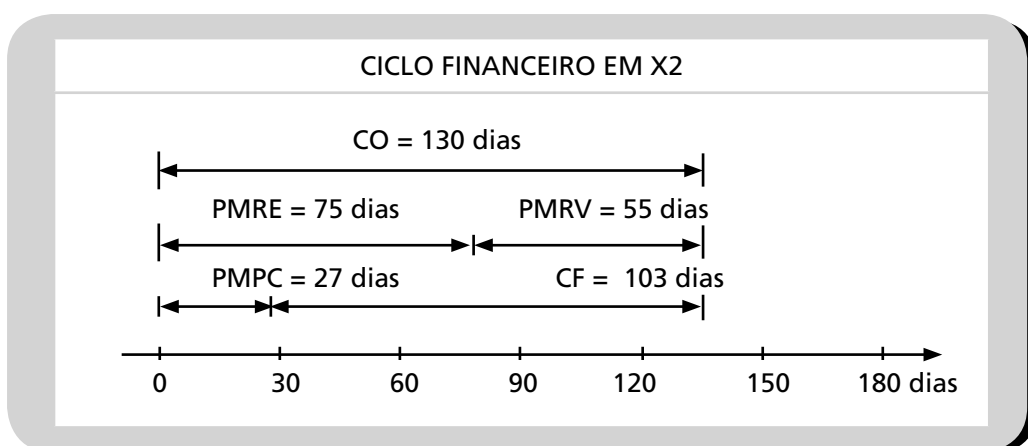 CICLO FINANCEIRO EM X2
CO = 130 dias
PMRE = 75 dias PMRV = 55 dias
PMPC = 27 dias CF = 103 dias
0 30 60 90 120 150 180 dias